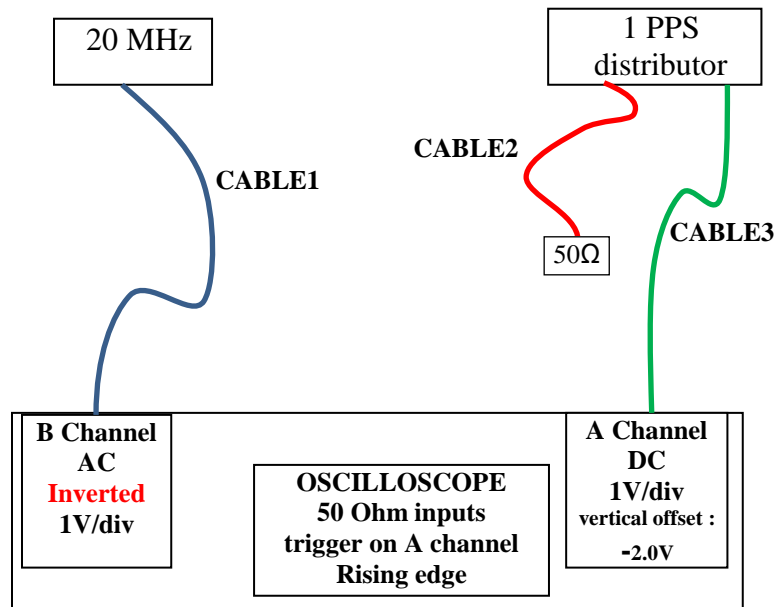 20 MHz
1 PPS
distributor
CABLE2
CABLE1
CABLE3
50Ω
B Channel
AC
Inverted
1V/div
OSCILLOSCOPE
50 Ohm inputs
trigger on A channel
Rising edge
A Channel
DC
1V/div
vertical offset :
-2.0V